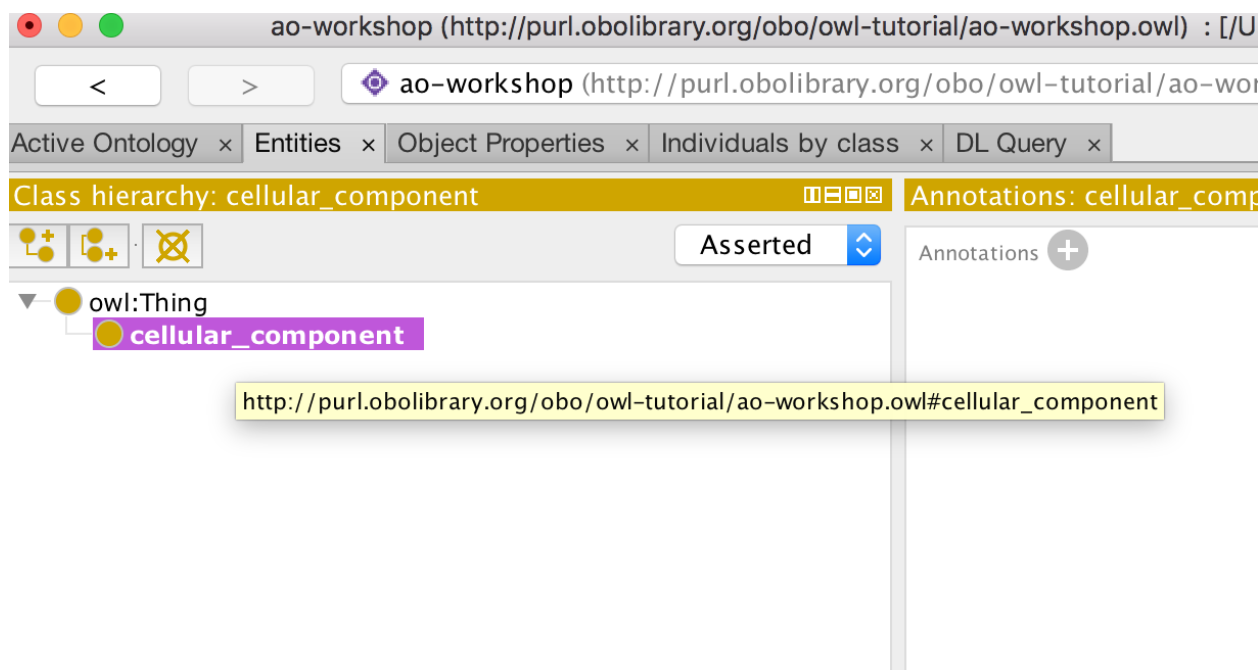 ao-workshop (http://purl.obolibrary.org/obo/owl-tutorial/ao-workshop.owl) : [/U
< > ao-workshop (http://purl.obolibrary.org/obo/owl-tutorial/ao-wor
Active Ontology × Entities × Object Properties × Individuals by class × DL Query ×
Class hierarchy: cellular_component
Annotations: cellular_comp
Asserted
Annotations
owl:Thing
cellular_component
http://purl.obolibrary.org/obo/owl-tutorial/ao-workshop.owl#cellular_component